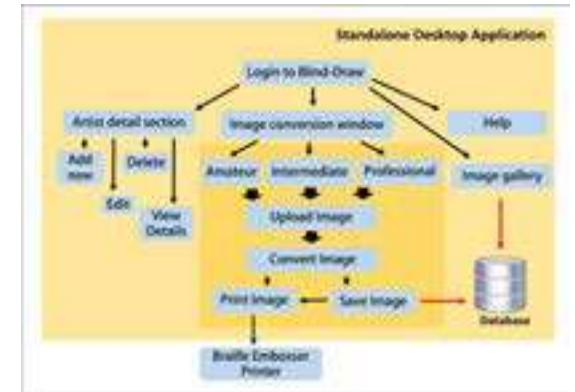 Standalone Desktop Application
Login to Blind-Draw
Artist detail section
Image conversion window
Help
Add
new
Delete
Edit
View
Details
Amateur
Intermediate
Professional
Image gallery
Upload Image
Convert Image
Print Image
Save Image
Database
Braille Embosser
Printer